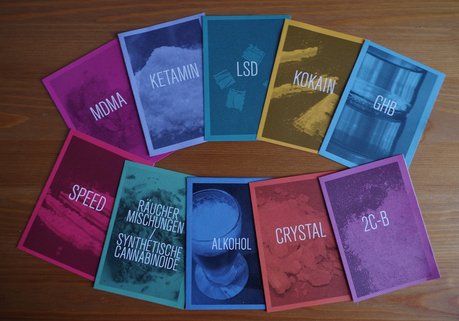 MDMA
KETAMIN
LSD
KOKAIN
GHB
SPEED
RÄUCHER
MISCHUNGEN
SYNTHETISCHE
CANNABINOIDE
ALKOHOL
CRYSTAL
2C-B